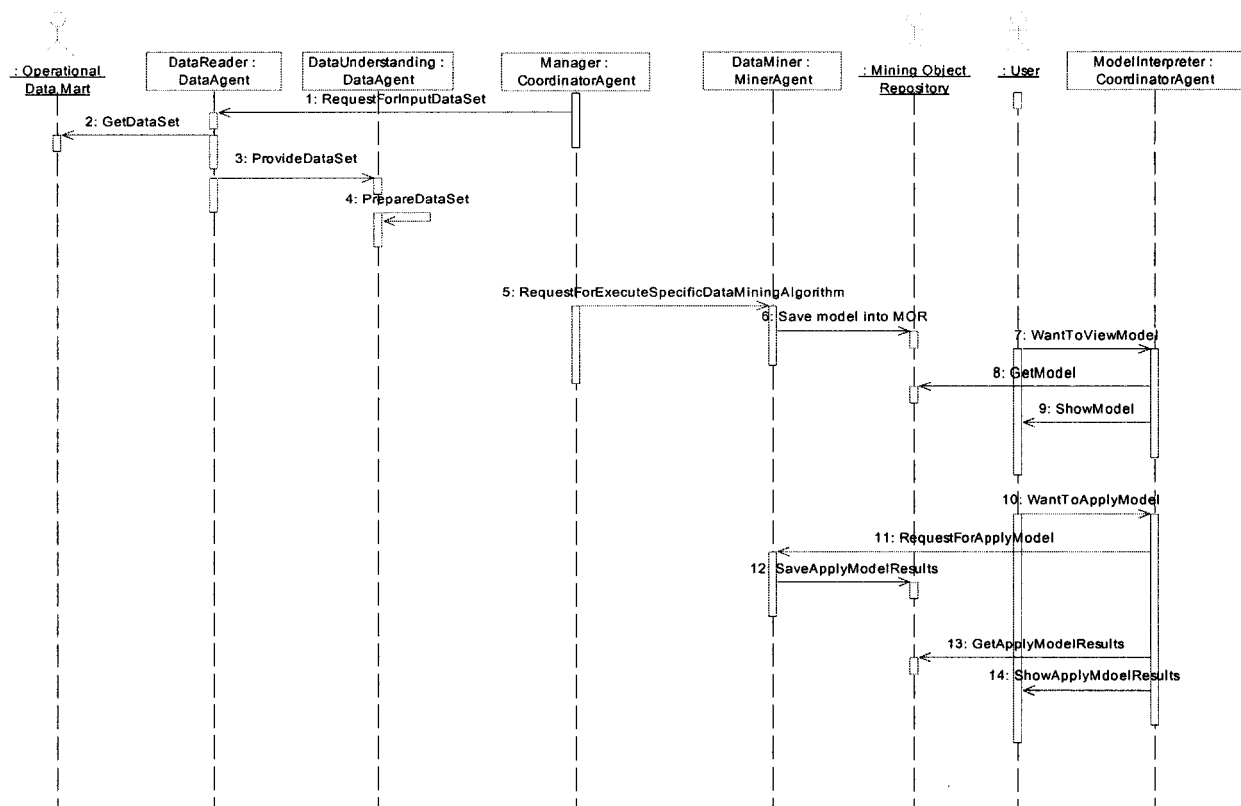 : Operational
Data Mart
DataReader :
DataAgent
DataUnderstanding :
DataAgent
Manager :
CoordinatorAgent
DataMiner :
MinerAgent
: Mining Object
Repository
: User
ModelInterpreter :
CoordinatorAgent
1: RequestForInputDataSet
2: GetDataSet
3: ProvideDataSet
4: PrepareDataSet
5: RequestForExecuteSpecificDataMiningAlgorithm
6: Save model into MOR
7: WantToViewModel
8: GetModel
9: ShowModel
10: WantToApplyModel
11: RequestForApplyModel
12: SaveApplyModelResults
13: GetApplyModelResults
14: ShowApplyMdoelResults